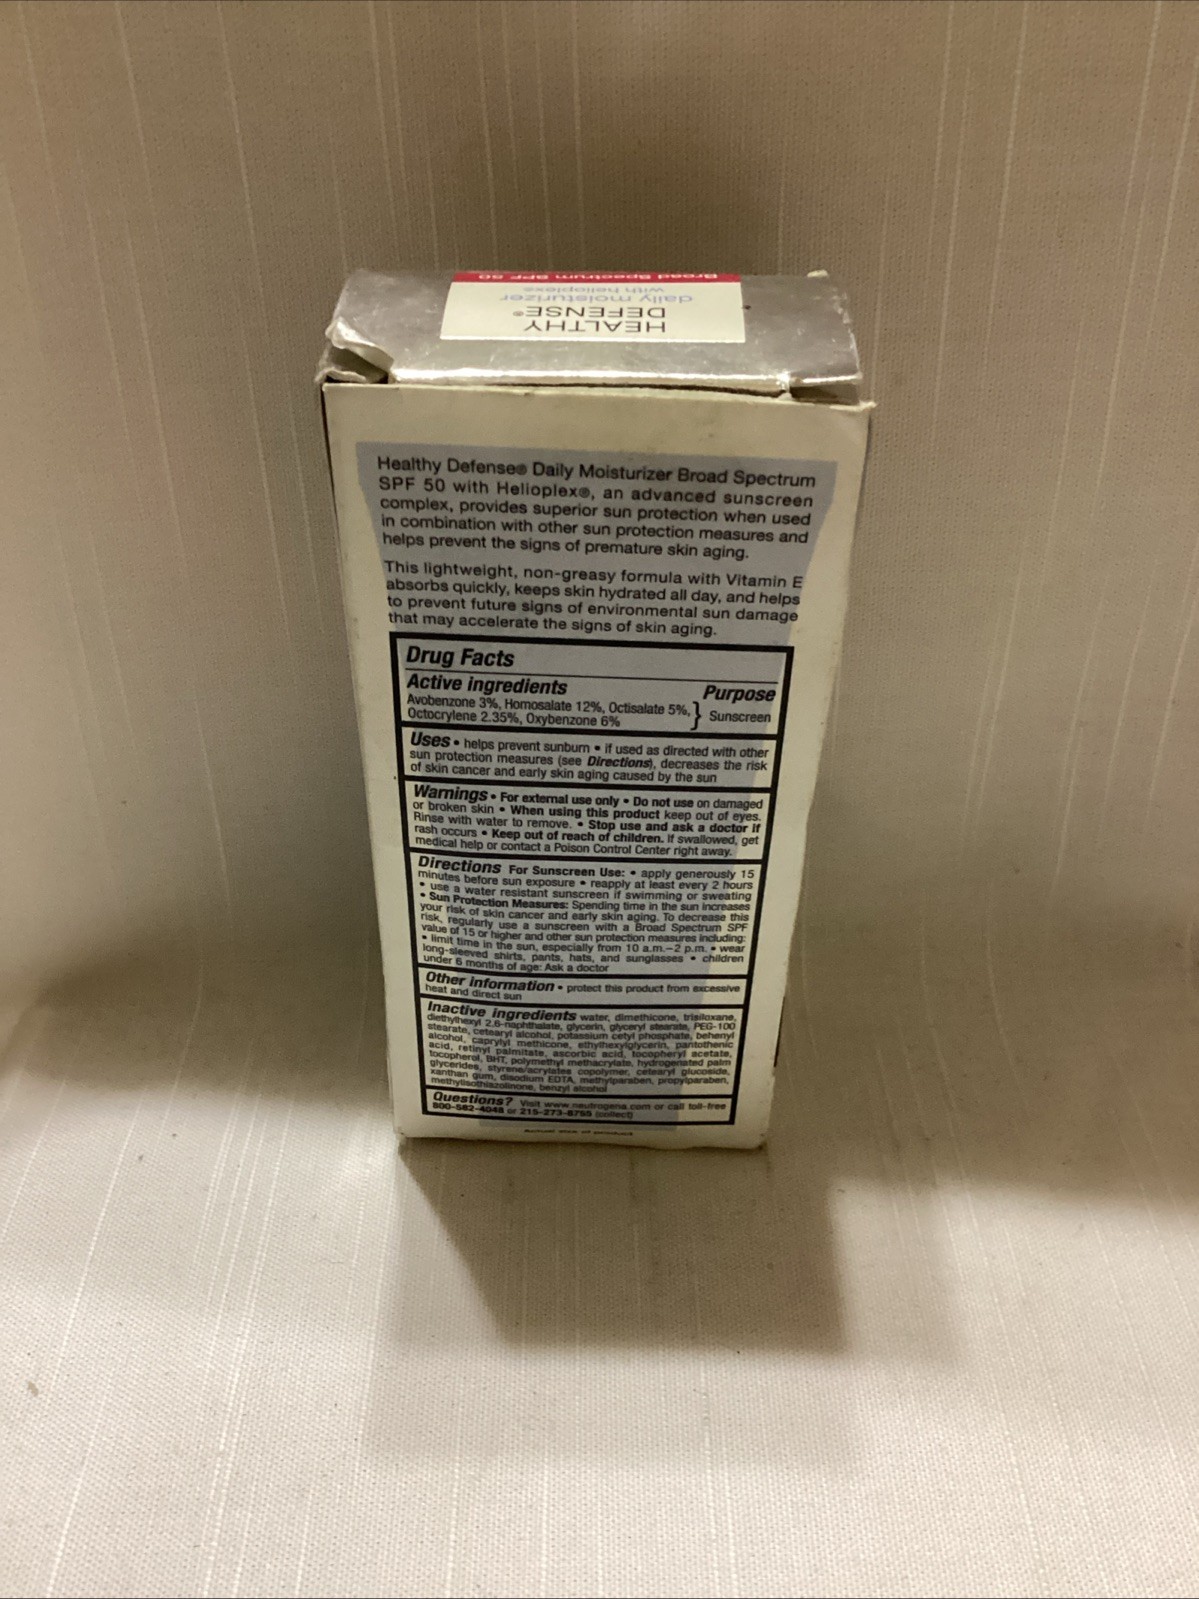 Broad Spectrum SPF 50
with helioplex®
daily moisturizer
DEFENSE®
HEALTHY
Healthy Defense® Daily Moisturizer Broad Spectrum
SPF 50 with Helioplex®, an advanced sunscreen
complex, provides superior sun protection when used
in combination with other sun protection measures and
helps prevent the signs of premature skin aging.
This lightweight, non-greasy formula with Vitamin E
absorbs quickly, keeps skin hydrated all day, and helps
to prevent future signs of environmental sun damage
that may accelerate the signs of skin aging.
Drug Facts
Active ingredients Purpose
Avobenzone 3%, Homosalate 12%, Octisalate 5%,
Octocrylene 2.35%, Oxybenzone 6% } Sunscreen
Uses • helps prevent sunburn • if used as directed with other
sun protection measures (see Directions), decreases the risk
of skin cancer and early skin aging caused by the sun
Warnings • For external use only • Do not use on damaged
or broken skin • When using this product keep out of eyes.
Rinse with water to remove. • Stop use and ask a doctor if
rash occurs • Keep out of reach of children. If swallowed, get
medical help or contact a Poison Control Center right away.
Directions For Sunscreen Use: • apply generously 15
minutes before sun exposure • reapply at least every 2 hours
• use a water resistant sunscreen if swimming or sweating
• Sun Protection Measures: Spending time in the sun increases
your risk of skin cancer and early skin aging. To decrease this
risk, regularly use a sunscreen with a Broad Spectrum SPF
value of 15 or higher and other sun protection measures including:
• limit time in the sun, especially from 10 a.m.–2 p.m. • wear
long-sleeved shirts, pants, hats, and sunglasses • children
under 6 months of age: Ask a doctor
Other information • protect this product from excessive
heat and direct sun
Inactive ingredients water, dimethicone, trisiloxane,
diethylhexyl 2,6-naphthalate, glycerin, glyceryl stearate, PEG-100
stearate, cetearyl alcohol, potassium cetyl phosphate, behenyl
alcohol, caprylyl methicone, ethylhexylglycerin, pantothenic
acid, retinyl palmitate, ascorbic acid, tocopheryl acetate,
tocopherol, BHT, polymethyl methacrylate, hydrogenated palm
glycerides, styrene/acrylates copolymer, cetearyl glucoside,
xanthan gum, disodium EDTA, methylparaben, propylparaben,
methylisothiazolinone, benzyl alcohol
Questions? Visit www.neutrogena.com or call toll-free
800-582-4048 or 215-273-8755 (collect)
Actual size of product